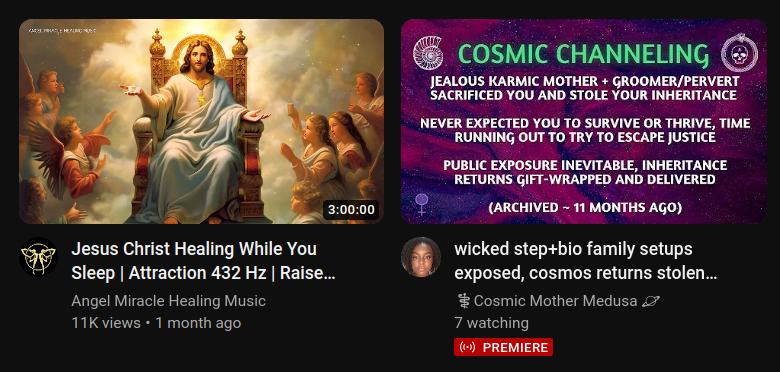 ANGEL MIRACLE HEALING MUSIC
3:00:00
Jesus Christ Healing While You
Sleep | Attraction 432 Hz | Raise...
Angel Miracle Healing Music
11K views • 1 month ago
COSMIC CHANNELING
JEALOUS KARMIC MOTHER + GROOMER/PERVERT
SACRIFICED YOU AND STOLE YOUR INHERITANCE
NEVER EXPECTED YOU TO SURVIVE OR THRIVE, TIME
RUNNING OUT TO TRY TO ESCAPE JUSTICE
PUBLIC EXPOSURE INEVITABLE, INHERITANCE
RETURNS GIFT-WRAPPED AND DELIVERED
(ARCHIVED ~ 11 MONTHS AGO)
wicked step+bio family setups
exposed, cosmos returns stolen...
⚕Cosmic Mother Medusa 🪐
7 watching
PREMIERE